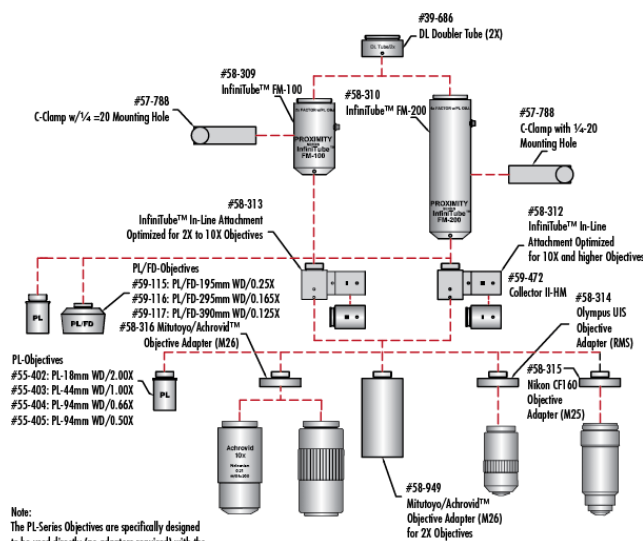 #39-686
DL Doubler Tube (2X)
DL Tube/2x
#58-309
InfiniTube™ FM-100
#58-310
InfiniTube™ FM-200
#57-788
C-Clamp w/¼ =20 Mounting Hole
#57-788
C-Clamp with ¼-20
Mounting Hole
PROXIMITY
InfiniTube™
FM-100
PROXIMITY
InfiniTube™
FM-200
#58-313
InfiniTube™ In-Line Attachment
Optimized for 2X to 10X Objectives
#58-312
InfiniTube™ In-Line
Attachment Optimized
for 10X and higher Objectives
#59-472
Collector II-HM
PL
PL/FD
PL/FD-Objectives
#59-115: PL/FD-195mm WD/0.25X
#59-116: PL/FD-295mm WD/0.165X
#59-117: PL/FD-390mm WD/0.125X
#58-316 Mitutoyo/Achrovid™
Objective Adapter (M26)
#58-314
Olympus UIS
Objective
Adapter (RMS)
#58-315
Nikon CF160
Objective
Adapter (M25)
PL-Objectives
#55-402: PL-18mm WD/2.00X
#55-403: PL-44mm WD/1.00X
#55-404: PL-94mm WD/0.66X
#55-405: PL-94mm WD/0.50X
PL
Achrovid
10x
#58-949
Mitutoyo/Achrovid™
Objective Adapter (M26)
for 2X Objectives
Note:
The PL-Series Objectives are specifically designed